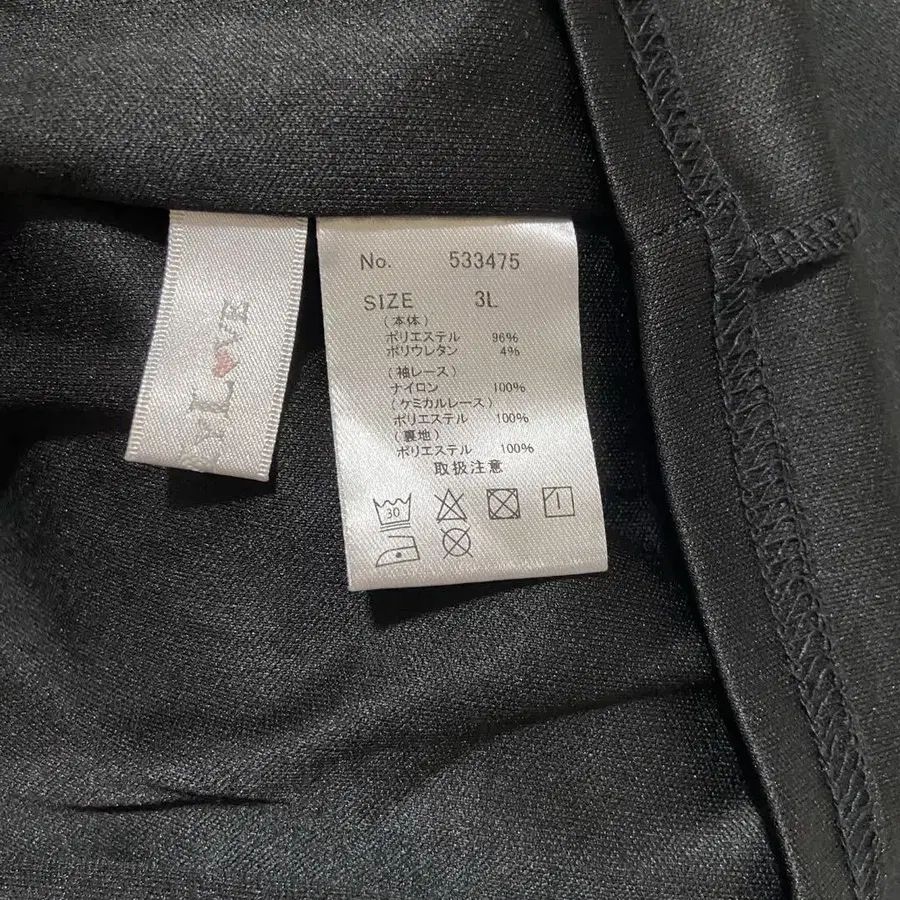 No. 533475
SIZE 3L
(本体)
ポリエステル 96%
ポリウレタン 4%
(袖レース)
ナイロン 100%
(ケミカルレース)
ポリエステル 100%
(裏地)
ポリエステル 100%
取扱注意
30
LOVE